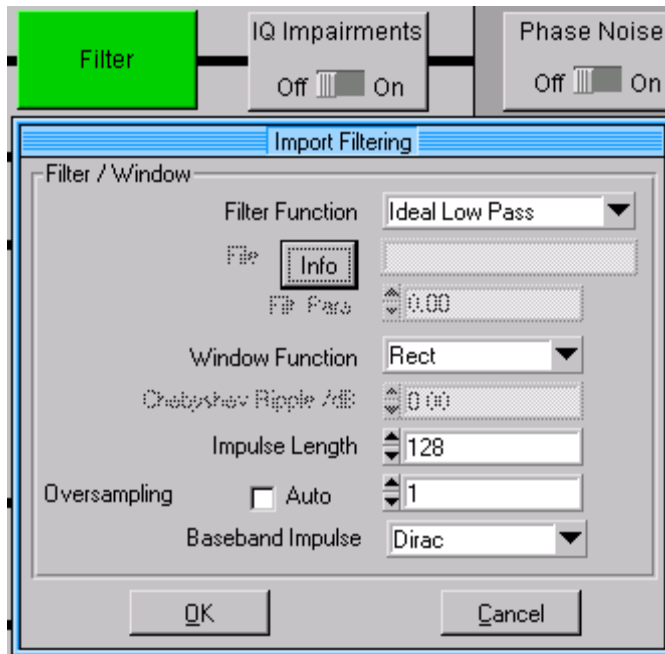 Filter
IQ Impairments
Off On
Phase Noise
Off On
Import Filtering
Filter / Window
Filter Function Ideal Low Pass
File Info
Filt Para 0.00
Window Function Rect
Chebyshev Ripple /dB 0.00
Impulse Length 128
Oversampling Auto 1
Baseband Impulse Dirac
OK Cancel